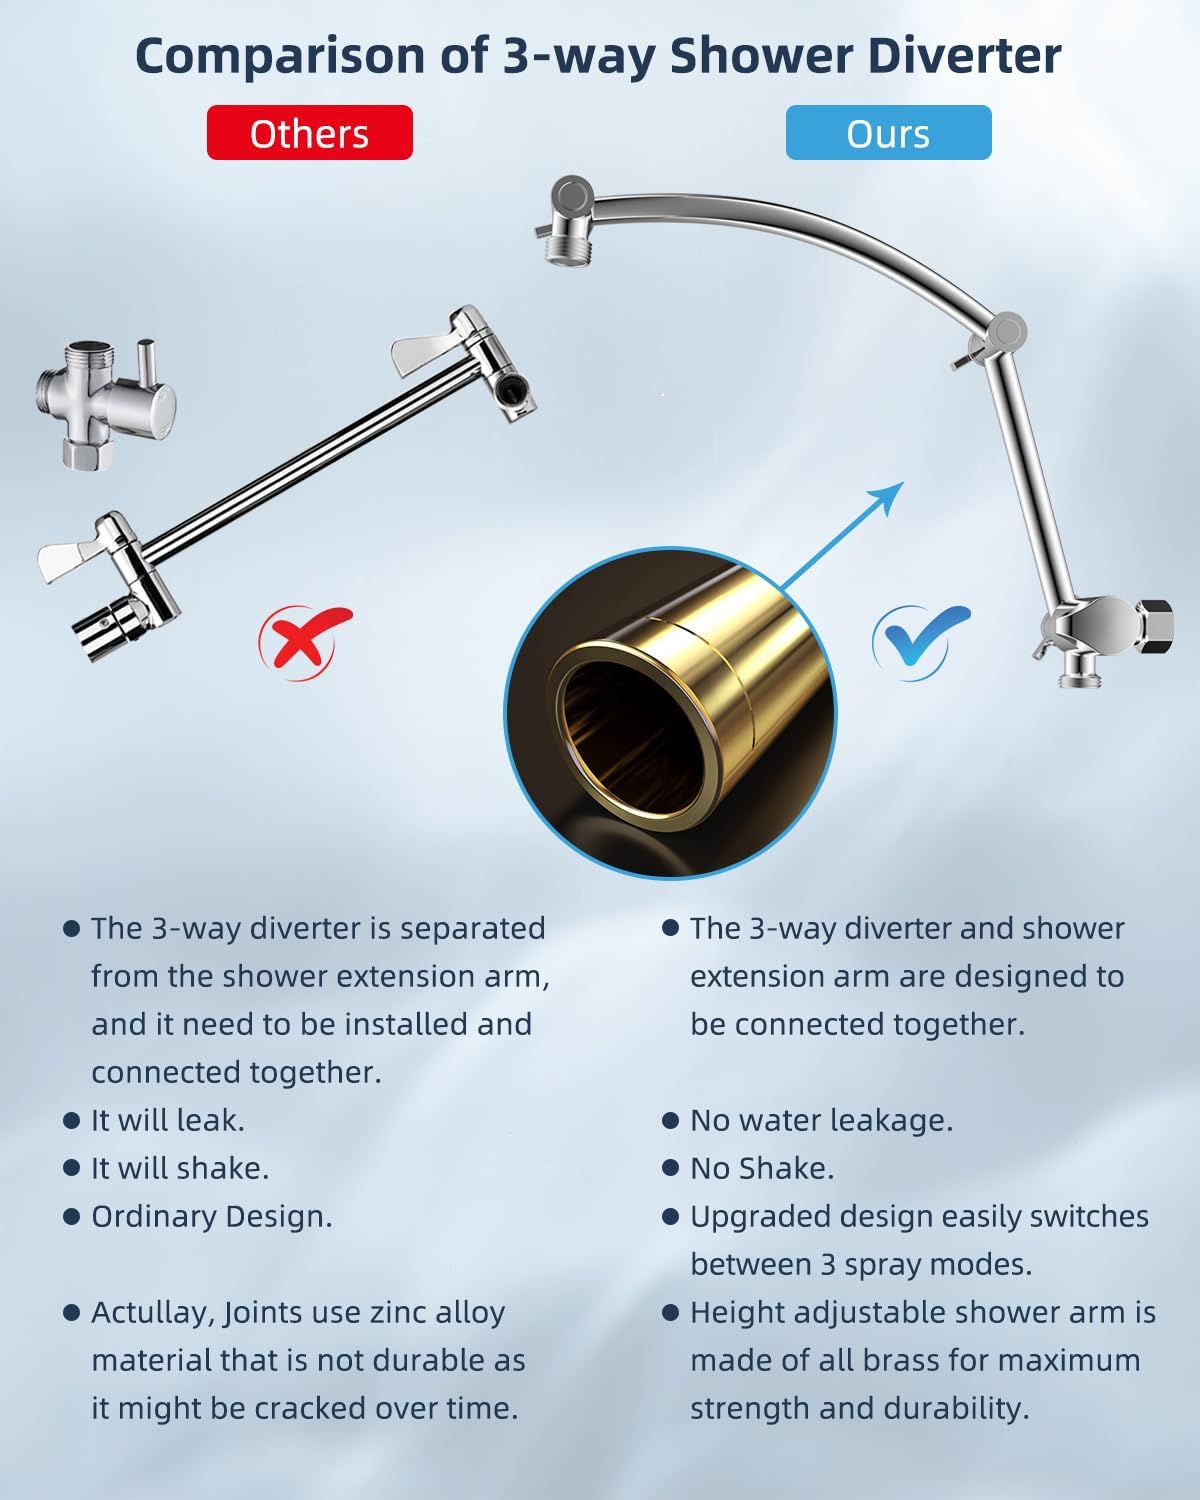 Comparison of 3-way Shower Diverter
Others
Ours
● The 3-way diverter is separated
from the shower extension arm,
and it need to be installed and
connected together.
● It will leak.
● It will shake.
● Ordinary Design.
● Actullay, Joints use zinc alloy
material that is not durable as
it might be cracked over time.
● The 3-way diverter and shower
extension arm are designed to
be connected together.
● No water leakage.
● No Shake.
● Upgraded design easily switches
between 3 spray modes.
● Height adjustable shower arm is
made of all brass for maximum
strength and durability.